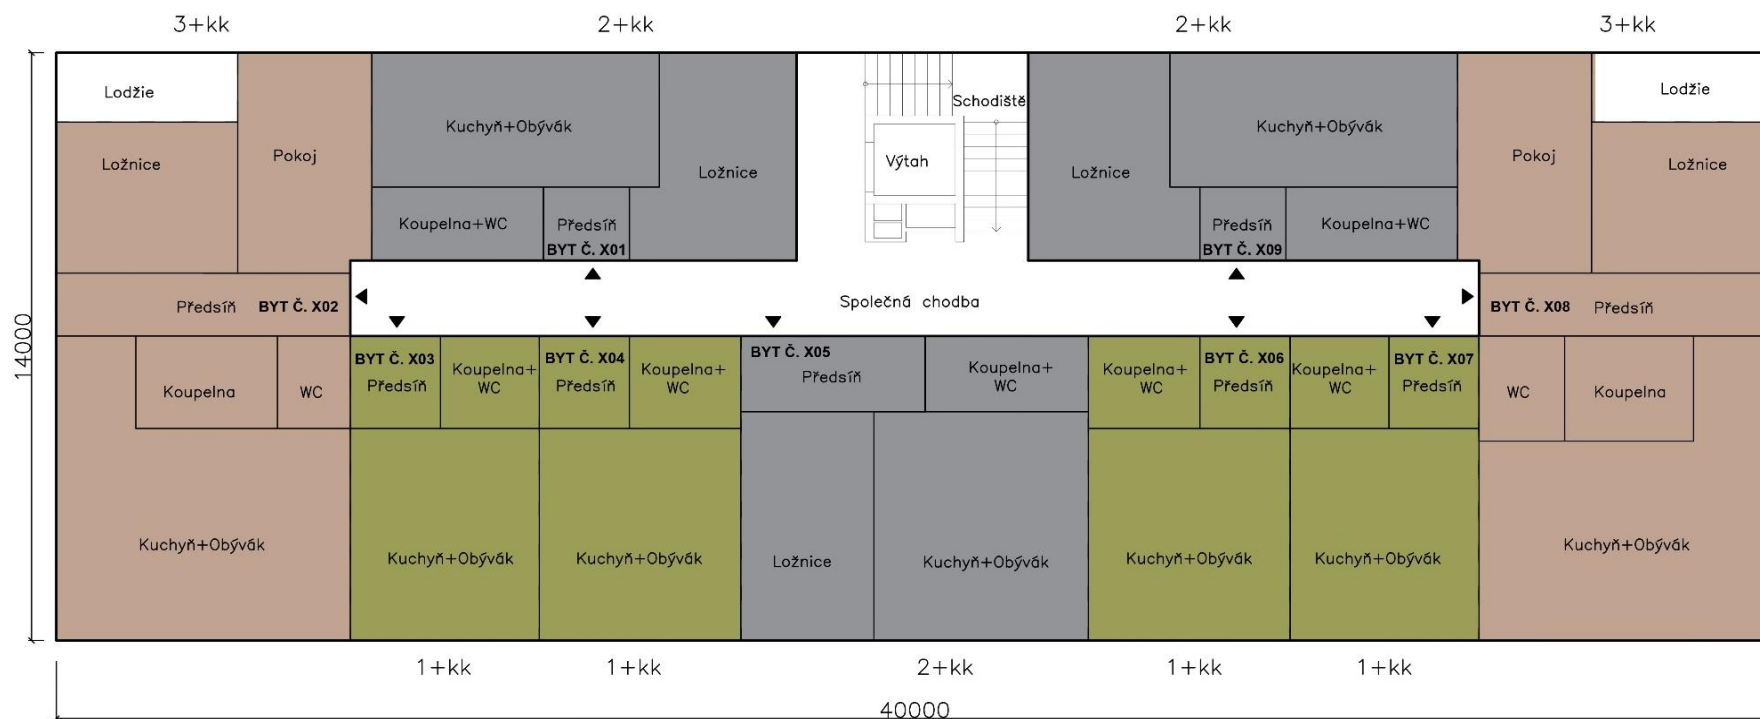 3+kk
2+kk
2+kk
3+kk
Lodžie
Ložnice
Pokoj
Kuchyň+Obývák
Ložnice
Koupelna+WC
Předsíň
BYT Č. X01
Schodiště
Výtah
Ložnice
Kuchyň+Obývák
Předsíň
BYT Č. X09
Koupelna+WC
Pokoj
Lodžie
Ložnice
Předsíň
BYT Č. X02
Společná chodba
BYT Č. X08
Předsíň
14000
Koupelna
WC
Kuchyň+Obývák
BYT Č. X03
Předsíň
Koupelna+
WC
Kuchyň+Obývák
BYT Č. X04
Předsíň
Koupelna+
WC
Kuchyň+Obývák
BYT Č. X05
Předsíň
Koupelna+
WC
Ložnice
Kuchyň+Obývák
Koupelna+
WC
BYT Č. X06
Předsíň
Kuchyň+Obývák
Koupelna+
WC
BYT Č. X07
Předsíň
Kuchyň+Obývák
WC
Koupelna
Kuchyň+Obývák
1+kk
1+kk
2+kk
1+kk
1+kk
40000